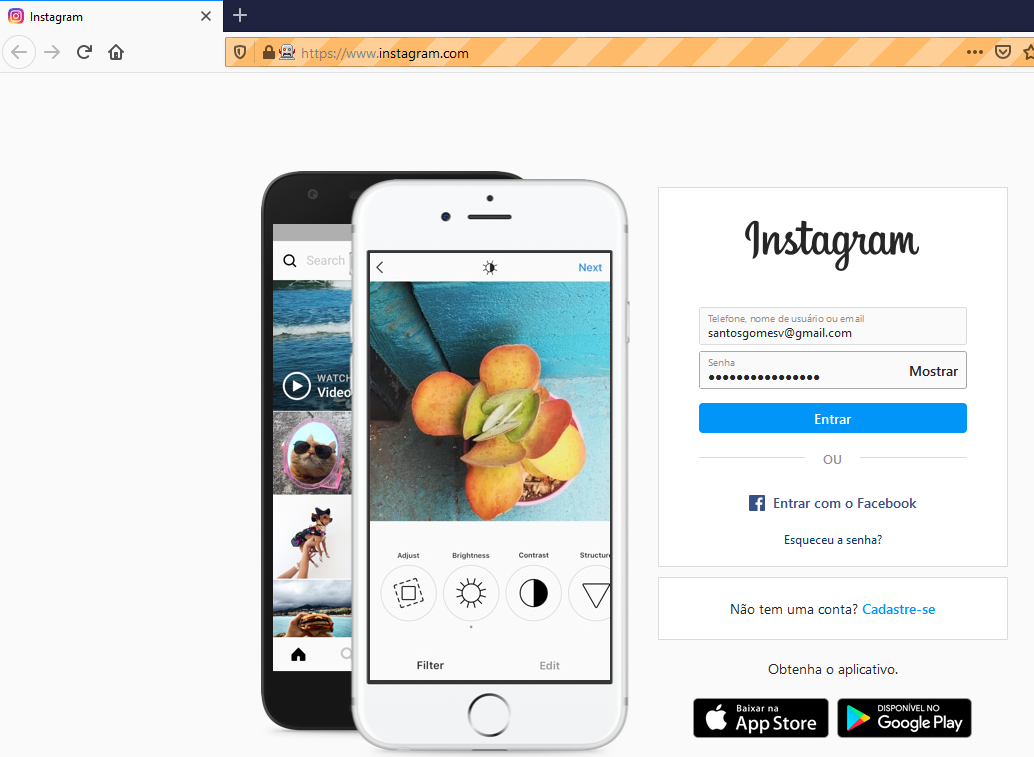 Instagram
https://www.instagram.com
Search
WATCH
Video
Next
Adjust
Brightness
Contrast
Structure
Filter
Edit
Instagram
Telefone, nome de usuário ou email
santosgomesv@gmail.com
Senha
••••••••••••••••
Mostrar
Entrar
OU
Entrar com o Facebook
Esqueceu a senha?
Não tem uma conta? Cadastre-se
Obtenha o aplicativo.
Baixar na
App Store
DISPONÍVEL NO
Google Play